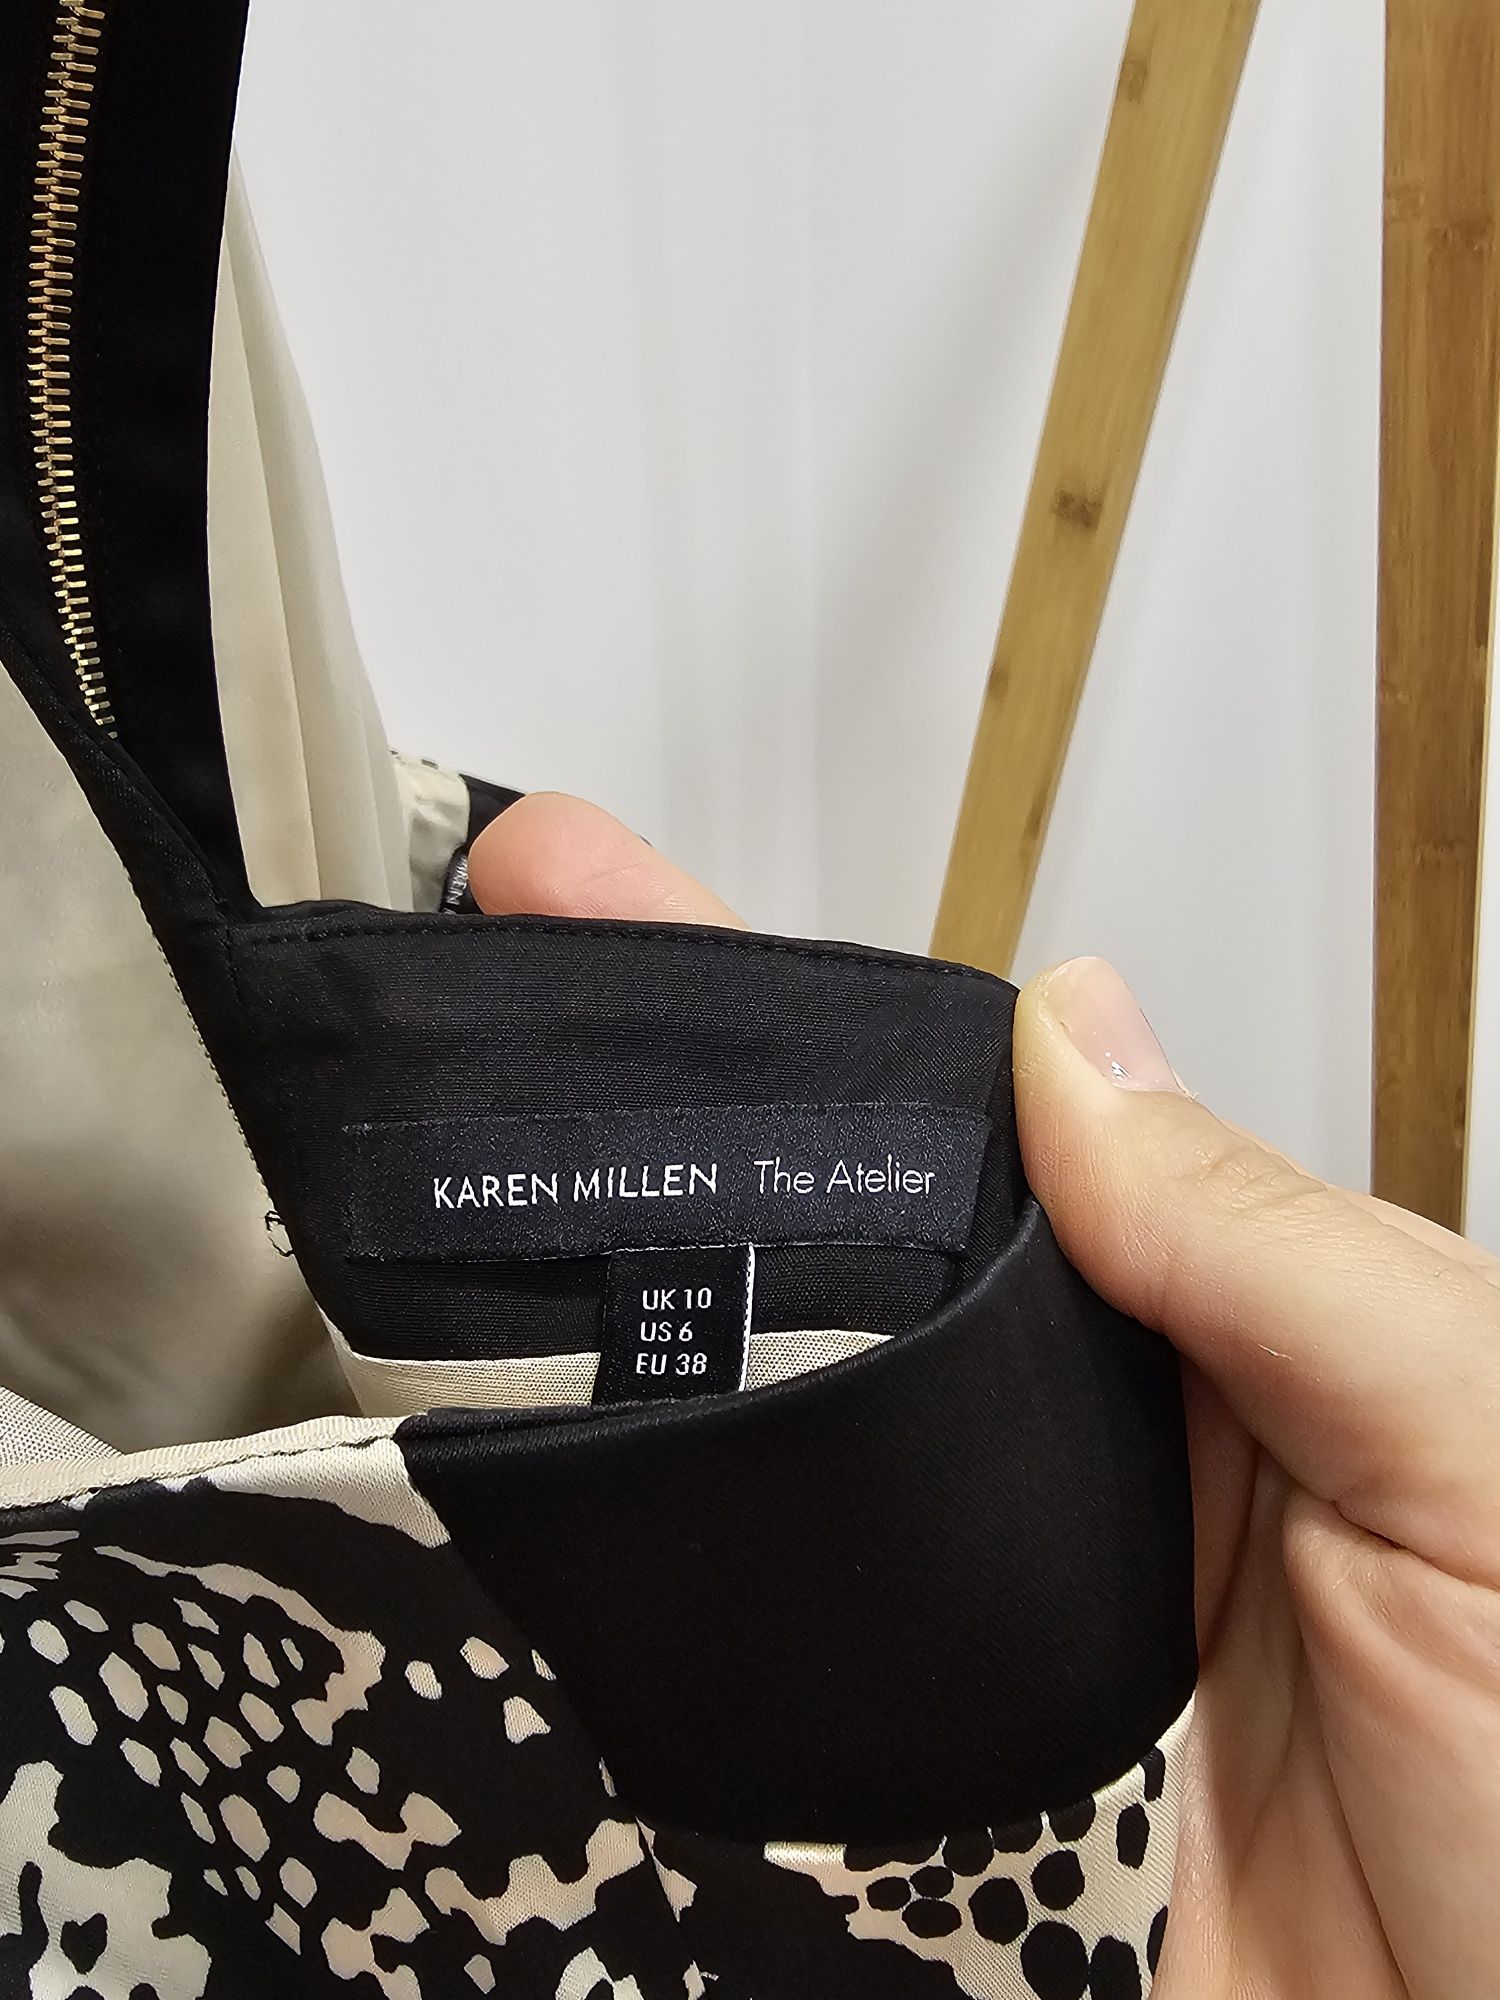 KAREN MILLEN The Atelier
UK 10
US 6
EU 38